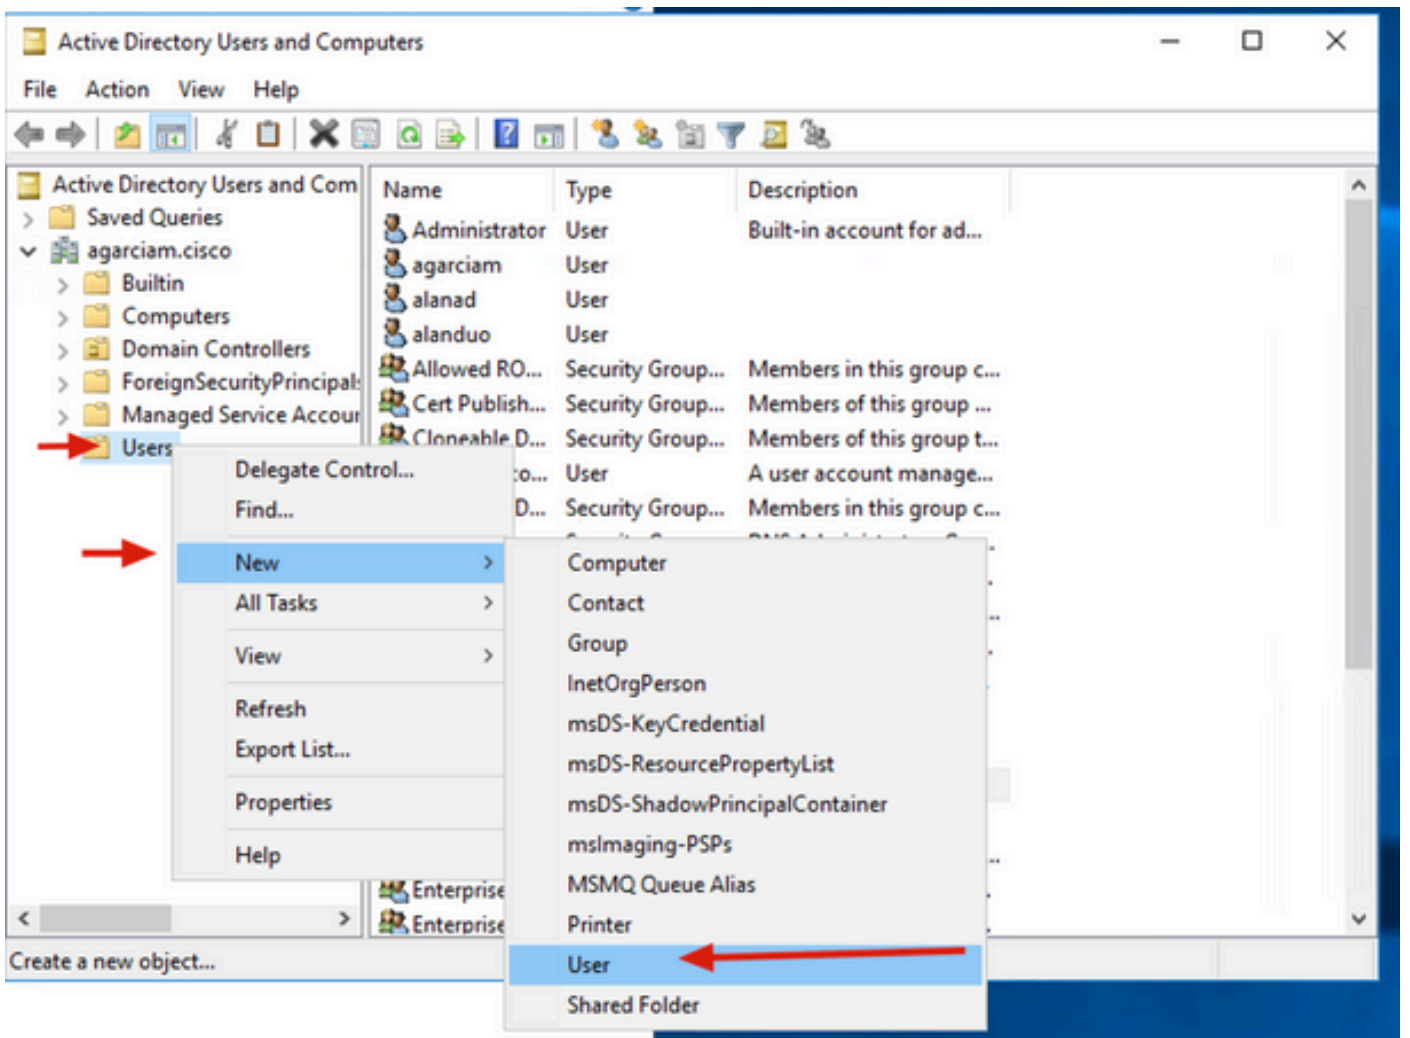 Active Directory Users and Computers
File Action View Help
Active Directory Users and Com
Saved Queries
agarciam.cisco
Builtin
Computers
Domain Controllers
ForeignSecurityPrincipals
Managed Service Accour
Users
Name Type Description
Administrator User Built-in account for ad...
agarciam User
alanad User
alanduo User
Allowed RO... Security Group... Members in this group c...
Cert Publish... Security Group... Members of this group ...
Cloneable D... Security Group... Members of this group t...
:o... User A user account manage...
D... Security Group... Members in this group c...
Enterprise
Enterprise
Delegate Control...
Find...
New
All Tasks
View
Refresh
Export List...
Properties
Help
Computer
Contact
Group
InetOrgPerson
msDS-KeyCredential
msDS-ResourcePropertyList
msDS-ShadowPrincipalContainer
msImaging-PSPs
MSMQ Queue Alias
Printer
User
Shared Folder
Create a new object...